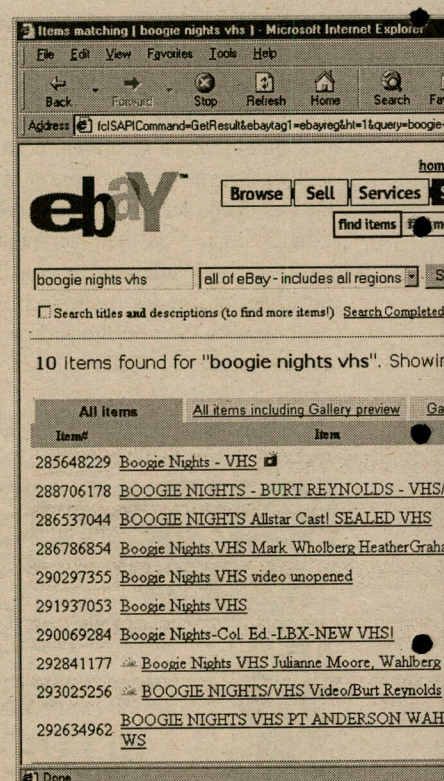 Items matching [ boogie nights vhs ] - Microsoft Internet Explorer
File Edit View Favorites Tools Help
Back Forward Stop Refresh Home Search Fa
Address fcISAPICommand=GetResult&ebaytag1=ebayreg&ht=1&query=boogie
hom
ebaY™
Browse Sell Services S
find items
boogie nights vhs all of eBay - includes all regions S
Search titles and descriptions (to find more items!) Search Completed
10 items found for "boogie nights vhs". Showin
All items All items including Gallery preview Ga
Item# Item
285648229 Boogie Nights - VHS
288706178 BOOGIE NIGHTS - BURT REYNOLDS - VHS/
286537044 BOOGIE NIGHTS Allstar Cast! SEALED VHS
286786854 Boogie Nights VHS Mark Wholberg HeatherGraha
290297355 Boogie Nights VHS video unopened
291937053 Boogie Nights VHS
290069284 Boogie Nights-Col. Ed.-LBX-NEW VHS!
292841177 Boogie Nights VHS Julianne Moore, Wahlberg
293025256 BOOGIE NIGHTS/VHS Video/Burt Reynolds
292634962 BOOGIE NIGHTS VHS PT ANDERSON WAH
WS
Done